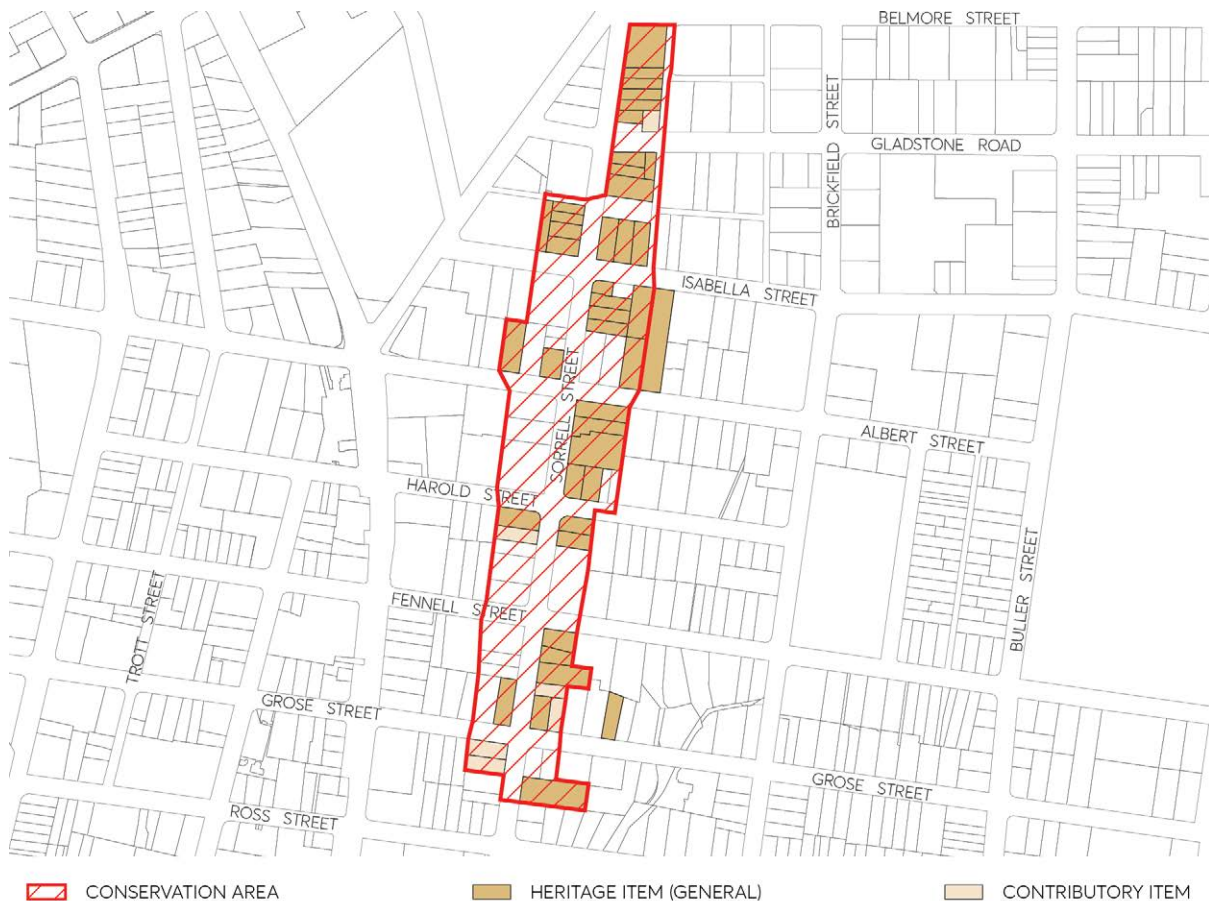 BELMORE STREET
BRICKFIELD STREET
GLADSTONE ROAD
ISABELLA STREET
SORRELL STREET
ALBERT STREET
HAROLD STREET
BULLER STREET
FENNELL STREET
TROTT STREET
GROSE STREET
GROSE STREET
ROSS STREET
CONSERVATION AREA
HERITAGE ITEM (GENERAL)
CONTRIBUTORY ITEM